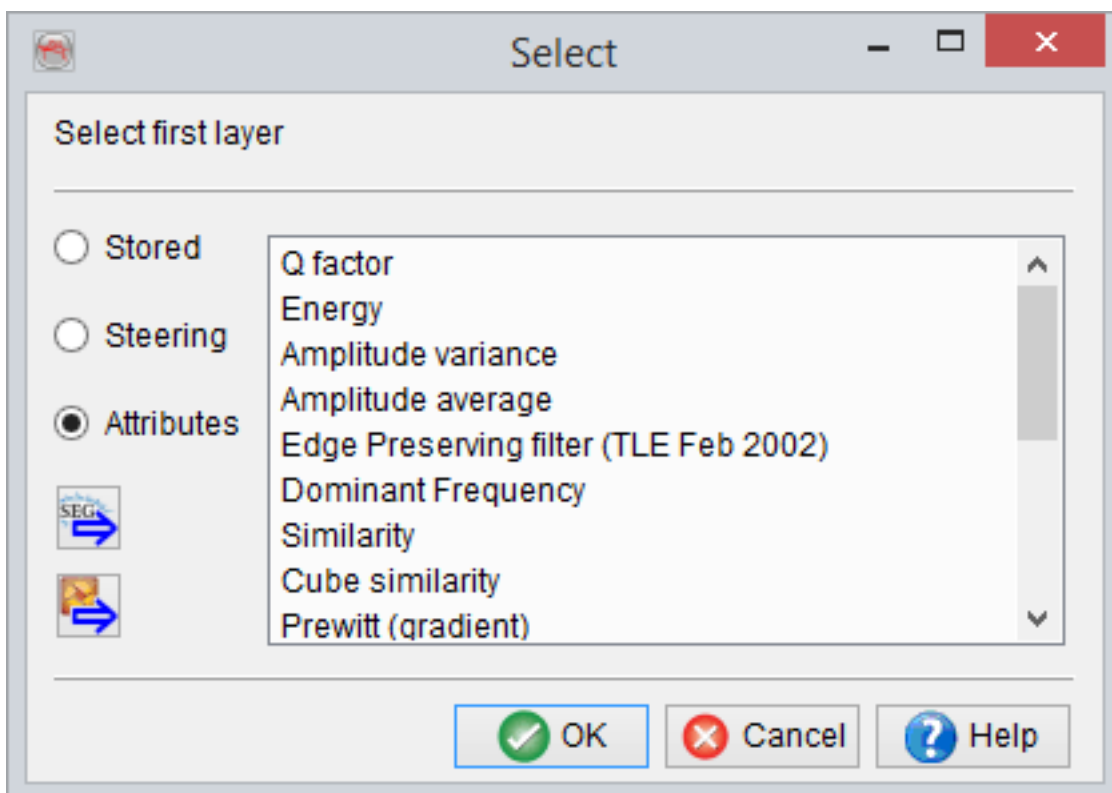 Select
Select first layer
Stored
Steering
Attributes
SEG
Q factor
Energy
Amplitude variance
Amplitude average
Edge Preserving filter (TLE Feb 2002)
Dominant Frequency
Similarity
Cube similarity
Prewitt (gradient)
OK
Cancel
Help